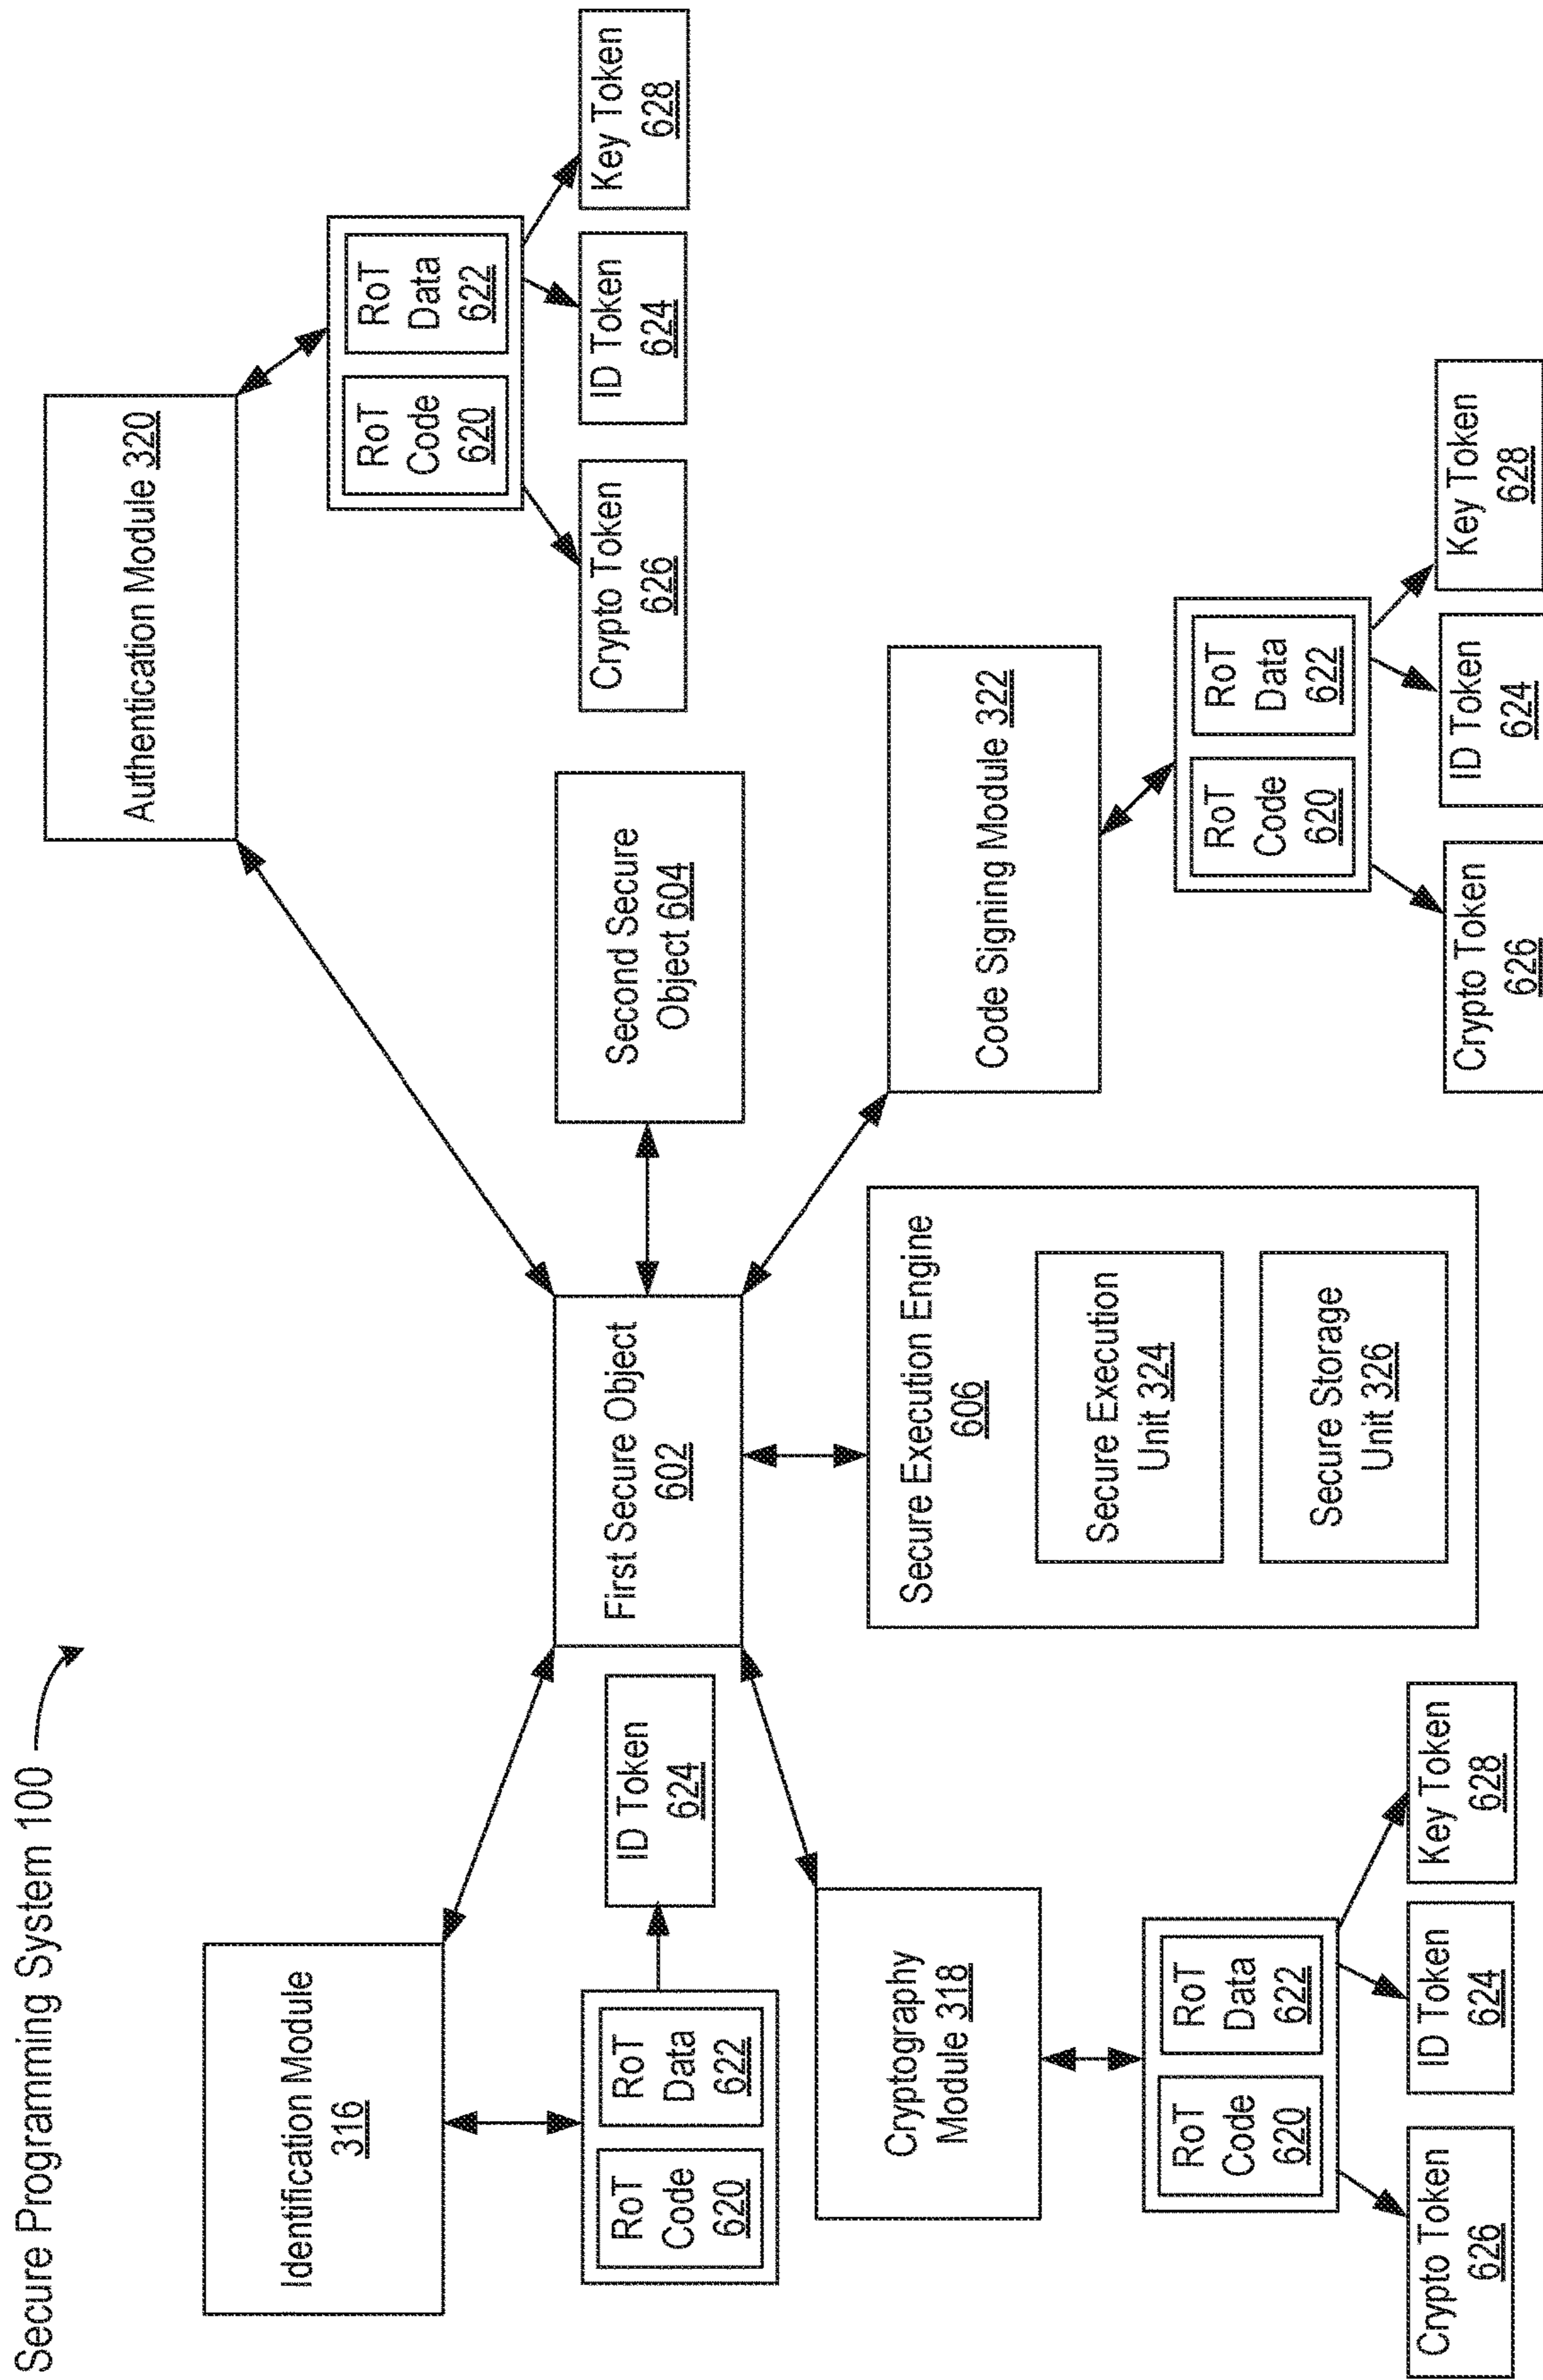 Secure Programming System 100
Identification Module
316
RoT
Code
620
RoT
Data
622
ID Token
624
Cryptography
Module 318
RoT
Code
620
RoT
Data
622
Crypto Token
626
ID Token
624
Key Token
628
First Secure Object
602
Secure Execution Engine
606
Secure Execution
Unit 324
Secure Storage
Unit 326
Second Secure
Object 604
Authentication Module 320
RoT
Code
620
RoT
Data
622
Crypto Token
626
ID Token
624
Key Token
628
Code Signing Module 322
RoT
Code
620
RoT
Data
622
Crypto Token
626
ID Token
624
Key Token
628